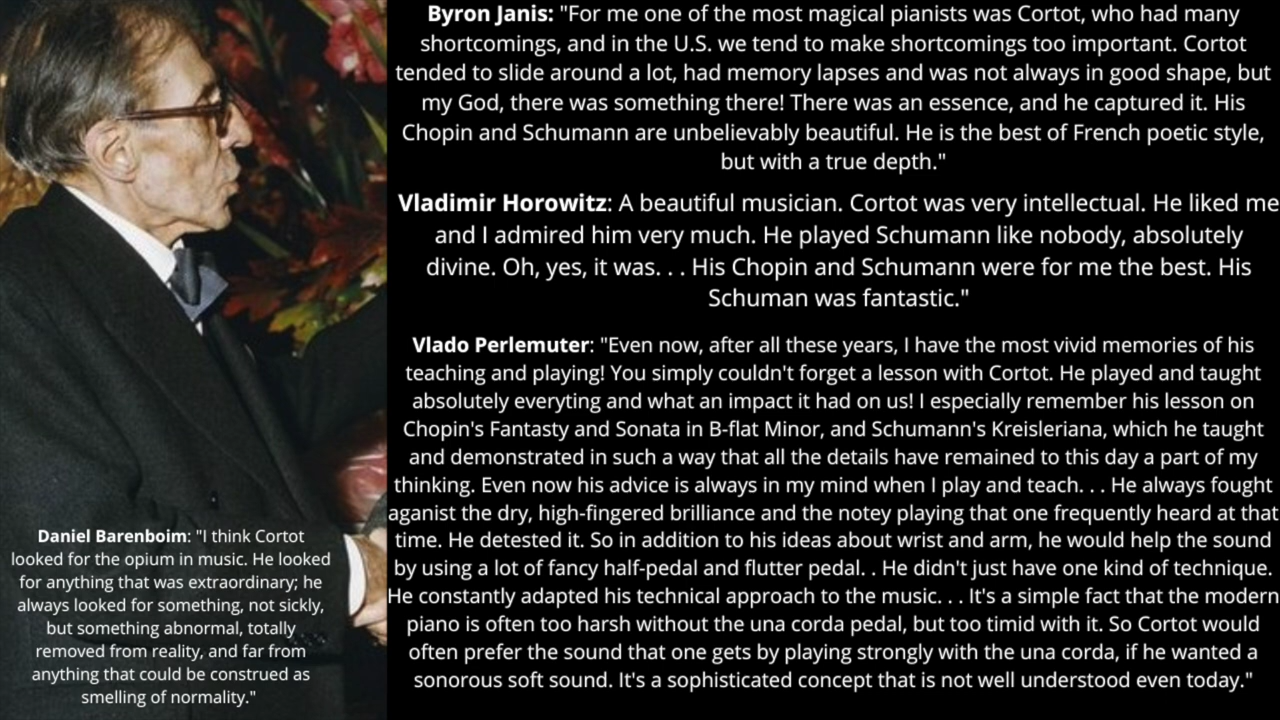 Byron Janis: "For me one of the most magical pianists was Cortot, who had many
shortcomings, and in the U.S. we tend to make shortcomings too important. Cortot
tended to slide around a lot, had memory lapses and was not always in good shape, but
my God, there was something there! There was an essence, and he captured it. His
Chopin and Schumann are unbelievably beautiful. He is the best of French poetic style,
but with a true depth."
Vladimir Horowitz: A beautiful musician. Cortot was very intellectual. He liked me
and I admired him very much. He played Schumann like nobody, absolutely
divine. Oh, yes, it was. . . His Chopin and Schumann were for me the best. His
Schuman was fantastic."
Vlado Perlemuter: "Even now, after all these years, I have the most vivid memories of his
teaching and playing! You simply couldn't forget a lesson with Cortot. He played and taught
absolutely everyting and what an impact it had on us! I especially remember his lesson on
Chopin's Fantasty and Sonata in B-flat Minor, and Schumann's Kreisleriana, which he taught
and demonstrated in such a way that all the details have remained to this day a part of my
thinking. Even now his advice is always in my mind when I play and teach. . . He always fought
aganist the dry, high-fingered brilliance and the notey playing that one frequently heard at that
time. He detested it. So in addition to his ideas about wrist and arm, he would help the sound
by using a lot of fancy half-pedal and flutter pedal. . He didn't just have one kind of technique.
He constantly adapted his technical approach to the music. . . It's a simple fact that the modern
piano is often too harsh without the una corda pedal, but too timid with it. So Cortot would
often prefer the sound that one gets by playing strongly with the una corda, if he wanted a
sonorous soft sound. It's a sophisticated concept that is not well understood even today."
Daniel Barenboim: "I think Cortot
looked for the opium in music. He looked
for anything that was extraordinary; he
always looked for something, not sickly,
but something abnormal, totally
removed from reality, and far from
anything that could be construed as
smelling of normality."